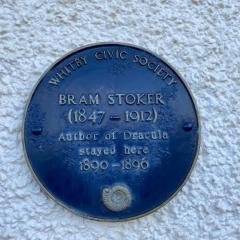 WHITBY CIVIC SOCIETY
BRAM STOKER
(1847 – 1912)
Author of Dracula
stayed here
1890–1896